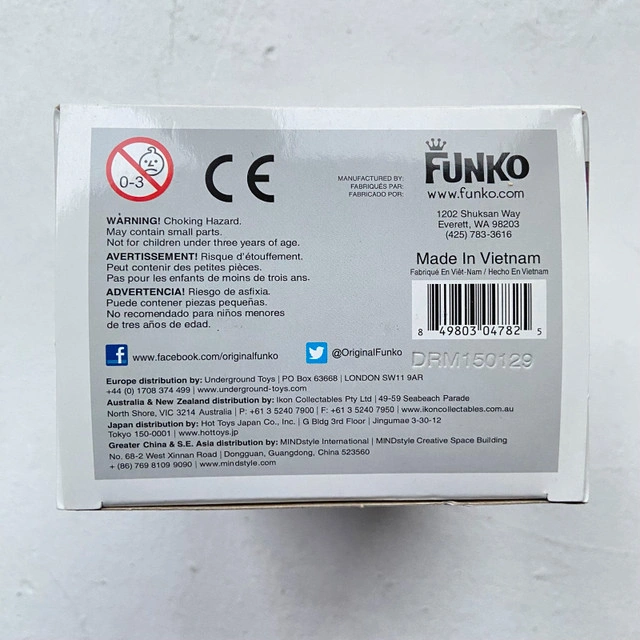 0-3
CE
MANUFACTURED BY:
FABRIQUÉS PAR:
FABRICADO POR:
FUNKO
www.funko.com
1202 Shuksan Way
Everett, WA 98203
(425) 783-3616
WARNING! Choking Hazard.
May contain small parts.
Not for children under three years of age.
AVERTISSEMENT! Risque d'étouffement.
Peut contenir des petites pièces.
Pas pour les enfants de moins de trois ans.
ADVERTENCIA! Riesgo de asfixia.
Puede contener piezas pequeñas.
No recomendado para niños menores
de tres años de edad.
Made In Vietnam
Fabriqué En Viêt-Nam / Hecho En Vietnam
8 49803 04782 5
f www.facebook.com/originalfunko
@OriginalFunko
DRM150129
Europe distribution by: Underground Toys | PO Box 63668 | LONDON SW11 9AR
+44 (0) 1708 374 499 | www.underground-toys.com
Australia & New Zealand distribution by: Ikon Collectables Pty Ltd | 49-59 Seabeach Parade
North Shore, VIC 3214 Australia | P: +61 3 5240 7900 | F: +61 3 5240 7950 | www.ikoncollectables.com.au
Japan distribution by: Hot Toys Japan Co., Inc. | G Bldg 3rd Floor | Jingumae 3-30-12
Tokyo 150-0001 | www.hottoys.jp
Greater China & S.E. Asia distribution by: MINDstyle International | MINDstyle Creative Space Building
No. 68-2 West Xinnan Road | Dongguan, Guangdong, China 523560
+ (86) 769 8109 9090 | www.mindstyle.com